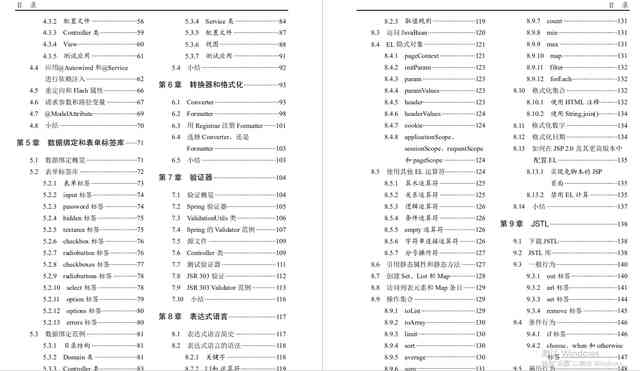 目 录
4.3.2 配置文件 56
4.3.3 Controller 类 59
4.3.4 View 60
4.3.5 测试应用 61
4.4 应用@Autowired 和@Service
进行依赖注入 62
4.5 重定向和 Flash 属性 66
4.6 请求参数和路径变量 67
4.7 @ModelAttribute 69
4.8 小结 70
第 5 章 数据绑定和表单标签库 71
5.1 数据绑定概览 71
5.2 表单标签库 72
5.2.1 表单标签 73
5.2.2 input 标签 74
5.2.3 password 标签 74
5.2.4 hidden 标签 75
5.2.5 textarea 标签 75
5.2.6 checkbox 标签 76
5.2.7 radiobutton 标签 76
5.2.8 checkboxes 标签 77
5.2.9 radiobuttons 标签 78
5.2.10 select 标签 78
5.2.11 option 标签 79
5.2.12 options 标签 80
5.2.13 errors 标签 80
5.3 数据绑定范例 81
5.3.1 目录结构 81
5.3.2 Domain 类 81
5.3.3 Controller 类 83
5.3.4 Service 类 84
5.3.5 配置文件 87
5.3.6 视图 88
5.3.7 测试应用 91
5.4 小结 92
第 6 章 转换器和格式化 93
6.1 Converter 93
6.2 Formatter 98
6.3 用 Registrar 注册 Formatter 101
6.4 选择 Converter，还是
Formatter 103
6.5 小结 103
第 7 章 验证器 104
7.1 验证概览 104
7.2 Spring 验证器 105
7.3 ValidationUtils 类 106
7.4 Spring 的 Validator 范例 107
7.5 源文件 109
7.6 Controller 类 109
7.7 测试验证器 111
7.8 JSR 303 验证 112
7.9 JSR 303 Validator 范例 113
7.10 小结 116
第 8 章 表达式语言 117
8.1 表达式语言简史 117
8.2 表达式语言的语法 118
8.2.1 关键字 118
8.2.2 [ ]和.运算符 118
目 录
8.2.3 取值规则 119
8.3 访问 JavaBean 120
8.4 EL 隐式对象 121
8.4.1 pageContext 121
8.4.2 initParam 122
8.4.3 param 123
8.4.4 paramValues 123
8.4.5 header 123
8.4.6 headerValues 124
8.4.7 cookie 124
8.4.8 applicationScope、
sessionScope、requestScope
和 pageScope 124
8.5 使用其他 EL 运算符 124
8.5.1 算术运算符 125
8.5.2 关系运算符 125
8.5.3 逻辑运算符 126
8.5.4 条件运算符 126
8.5.5 empty 运算符 126
8.5.6 字符串连接运算符 126
8.5.7 分号操作符 127
8.6 引用静态属性和静态方法 127
8.7 创建 Set、List 和 Map 128
8.8 访问列表元素和 Map 条目 129
8.9 操作集合 129
8.9.1 toList 129
8.9.2 toArray 130
8.9.3 limit 130
8.9.4 sort 130
8.9.5 average 130
8.9.6 sum 131
8.9.7 count 131
8.9.8 min 131
8.9.9 max 131
8.9.10 map 131
8.9.11 filter 132
8.9.12 forEach 132
8.10 格式化集合 132
8.10.1 使用 HTML 注释 132
8.10.2 使用 String.join() 134
8.11 格式化数字 134
8.12 格式化日期 134
8.13 如何在 JSP 2.0 及其更高版本中
配置 EL 135
8.13.1 实现免脚本的 JSP
页面 135
8.13.2 禁用 EL 计算 135
8.14 小结 137
第 9 章 JSTL 138
9.1 下载 JSTL 138
9.2 JSTL 库 138
9.3 一般行为 140
9.3.1 out 标签 140
9.3.2 url 标签 141
9.3.3 set 标签 144
9.3.4 remove 标签 145
9.4 条件行为 146
9.4.1 if 标签 146
9.4.2 choose、when 和 otherwise
标签 147
9.5 遍历行为 148